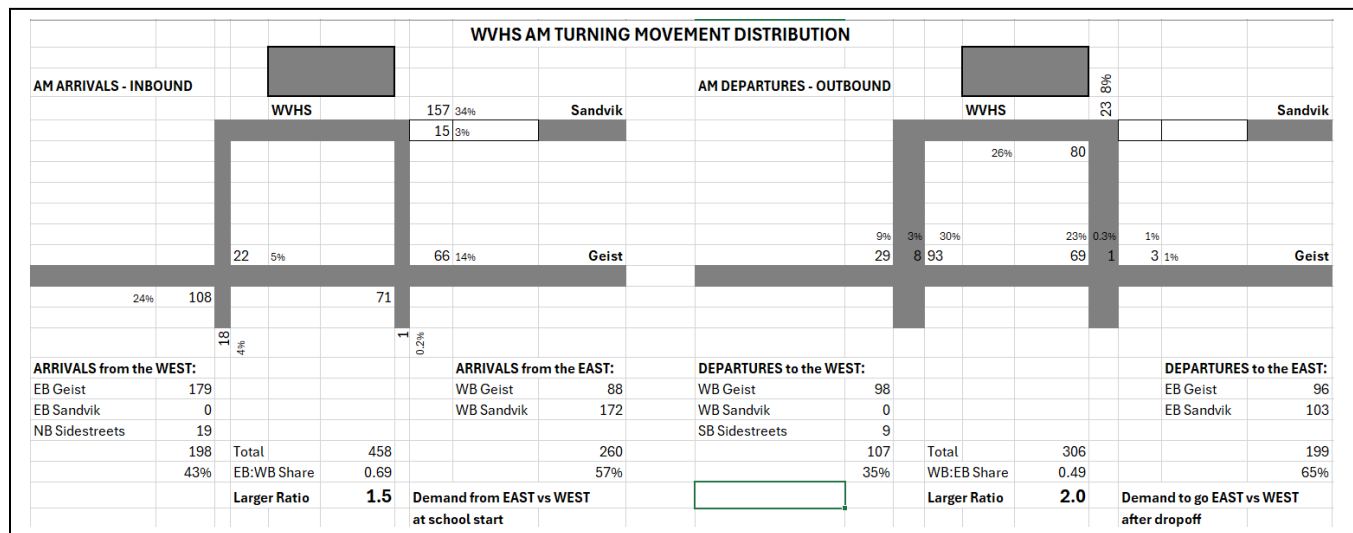 WVHS AM TURNING MOVEMENT DISTRIBUTION
AM ARRIVALS - INBOUND
WVHS
157 34% Sandvik
15 3%
22 5%
66 14% Geist
24% 108
71
18
4%
1
0.2%
ARRIVALS from the WEST:
EB Geist 179
EB Sandvik 0
NB Sidestreets 19
198 Total 458
43% EB:WB Share 0.69
Larger Ratio 1.5
ARRIVALS from the EAST:
WB Geist 88
WB Sandvik 172
260
57%
Demand from EAST vs WEST
at school start
AM DEPARTURES - OUTBOUND
23 8%
WVHS
Sandvik
26% 80
9% 3% 30% 23% 0.3% 1%
29 8 93 69 1 3 1% Geist
DEPARTURES to the WEST:
WB Geist 98
WB Sandvik 0
SB Sidestreets 9
107 Total 306
35% WB:EB Share 0.49
Larger Ratio 2.0
DEPARTURES to the EAST:
EB Geist 96
EB Sandvik 103
199
65%
Demand to go EAST vs WEST
after dropoff